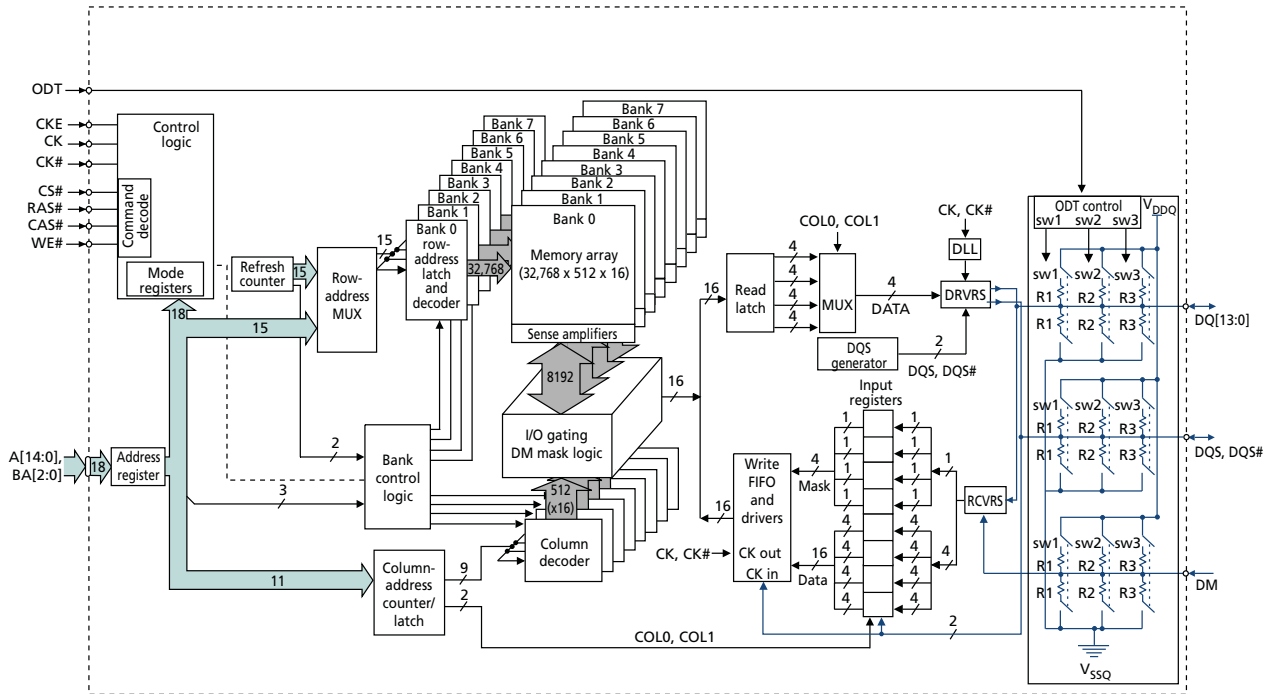 ODT
CKE
CK
CK#
CS#
RAS#
CAS#
WE#
Control
logic
Command
decode
Mode
registers
Refresh
counter
15
18
15
Row-
address
MUX
15
Bank 7
Bank 6
Bank 5
Bank 4
Bank 3
Bank 2
Bank 1
Bank 0
row-
address
latch
and
decoder
32,768
Bank 7
Bank 6
Bank 5
Bank 4
Bank 3
Bank 2
Bank 1
Bank 0
Memory array
(32,768 x 512 x 16)
Sense amplifiers
8192
16
I/O gating
DM mask logic
512
(x16)
Column
decoder
A[14:0],
BA[2:0]
18
Address
register
2
3
Bank
control
logic
11
Column-
address
counter/
latch
9
2
COL0, COL1
16
Read
latch
4
4
4
4
COL0, COL1
MUX
4
DATA
CK, CK#
DLL
DRVRS
DQS
generator
2
DQS, DQS#
Input
registers
16
Write
FIFO
and
drivers
CK out
CK in
CK, CK#
4
Mask
16
Data
1
1
1
1
4
4
4
4
1
1
1
1
4
4
4
4
1
4
RCVRS
2
ODT control
sw1 sw2 sw3
VDDQ
sw1 sw2 sw3
R1 R2 R3
R1 R2 R3
DQ[13:0]
sw1 sw2 sw3
R1 R2 R3
R1 R2 R3
DQS, DQS#
sw1 sw2 sw3
R1 R2 R3
R1 R2 R3
DM
VSSQ